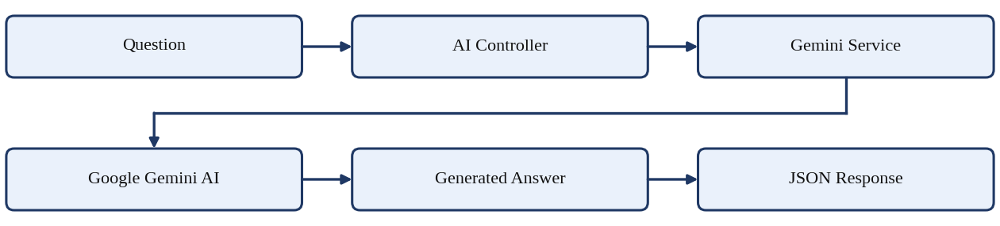 Question
AI Controller
Gemini Service
Google Gemini AI
Generated Answer
JSON Response